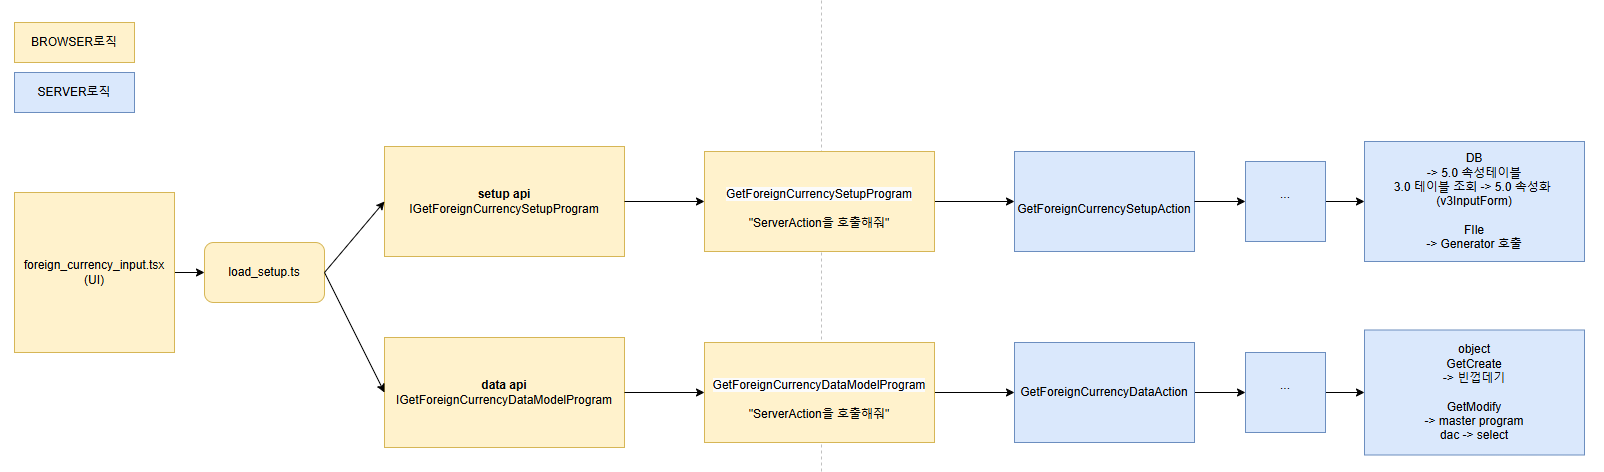 BROWSER로직
SERVER로직
foreign_currency_input.tsx
(UI)
load_setup.ts
setup api
IGetForeignCurrencySetupProgram
GetForeignCurrencySetupProgram
"ServerAction을 호출해줘"
GetForeignCurrencySetupAction
...
DB
-> 5.0 속성테이블
3.0 테이블 조회 -> 5.0 속성화
(v3InputForm)
FIle
-> Generator 호출
data api
IGetForeignCurrencyDataModelProgram
GetForeignCurrencyDataModelProgram
"ServerAction을 호출해줘"
GetForeignCurrencyDataAction
...
object
GetCreate
-> 빈껍데기
GetModify
-> master program
dac -> select